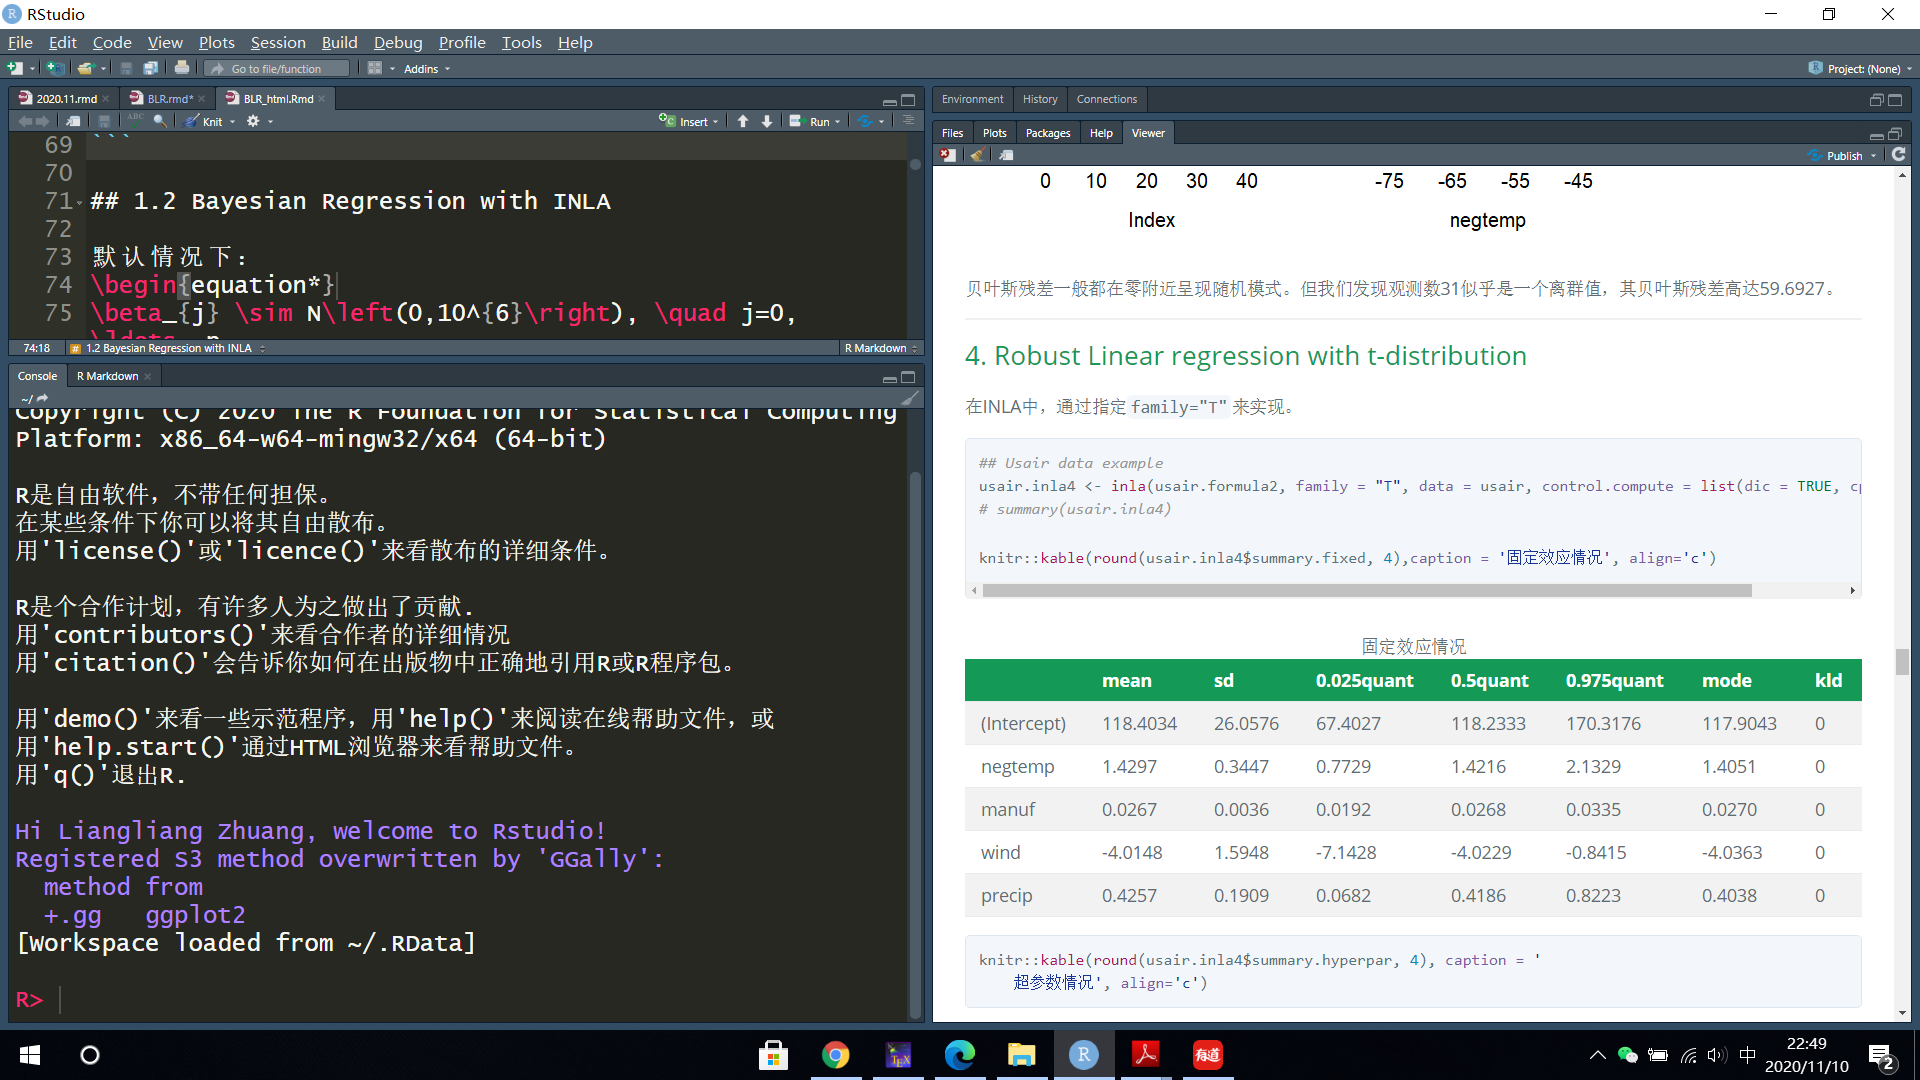 RStudio
File Edit Code View Plots Session Build Debug Profile Tools Help
Go to file/function Addins Project: (None)
2020.11.rmd BLR.rmd* BLR_html.Rmd
ABC Knit Insert Run
69 ```
70
71 ## 1.2 Bayesian Regression with INLA
72
73 默认情况下：
74 \begin{equation*}
75 \beta_{j} \sim N\left(0,10^{6}\right), \quad j=0,
74:18 # 1.2 Bayesian Regression with INLA R Markdown
Console R Markdown
~/
Copyright (C) 2020 The R Foundation for Statistical Computing
Platform: x86_64-w64-mingw32/x64 (64-bit)
R是自由软件，不带任何担保。
在某些条件下你可以将其自由散布。
用'license()'或'licence()'来看散布的详细条件。
R是个合作计划，有许多人为之做出了贡献.
用'contributors()'来看合作者的详细情况
用'citation()'会告诉你如何在出版物中正确地引用R或R程序包。
用'demo()'来看一些示范程序，用'help()'来阅读在线帮助文件，或
用'help.start()'通过HTML浏览器来看帮助文件。
用'q()'退出R.
Hi Liangliang Zhuang, welcome to Rstudio!
Registered S3 method overwritten by 'GGally':
method from
+.gg ggplot2
[Workspace loaded from ~/.RData]
R>
Environment History Connections
Files Plots Packages Help Viewer
Publish
0 10 20 30 40 -75 -65 -55 -45
Index negtemp
贝叶斯残差一般都在零附近呈现随机模式。但我们发现观测数31似乎是一个离群值，其贝叶斯残差高达59.6927。
4. Robust Linear regression with t-distribution
在INLA中，通过指定 family="T" 来实现。
## Usair data example
usair.inla4 <- inla(usair.formula2, family = "T", data = usair, control.compute = list(dic = TRUE, cp
# summary(usair.inla4)
knitr::kable(round(usair.inla4$summary.fixed, 4),caption = '固定效应情况', align='c')
固定效应情况
mean sd 0.025quant 0.5quant 0.975quant mode kld
(Intercept) 118.4034 26.0576 67.4027 118.2333 170.3176 117.9043 0
negtemp 1.4297 0.3447 0.7729 1.4216 2.1329 1.4051 0
manuf 0.0267 0.0036 0.0192 0.0268 0.0335 0.0270 0
wind -4.0148 1.5948 -7.1428 -4.0229 -0.8415 -4.0363 0
precip 0.4257 0.1909 0.0682 0.4186 0.8223 0.4038 0
knitr::kable(round(usair.inla4$summary.hyperpar, 4), caption = '
超参数情况', align='c')
TEX R 有道 中 22:49
2020/11/10 2